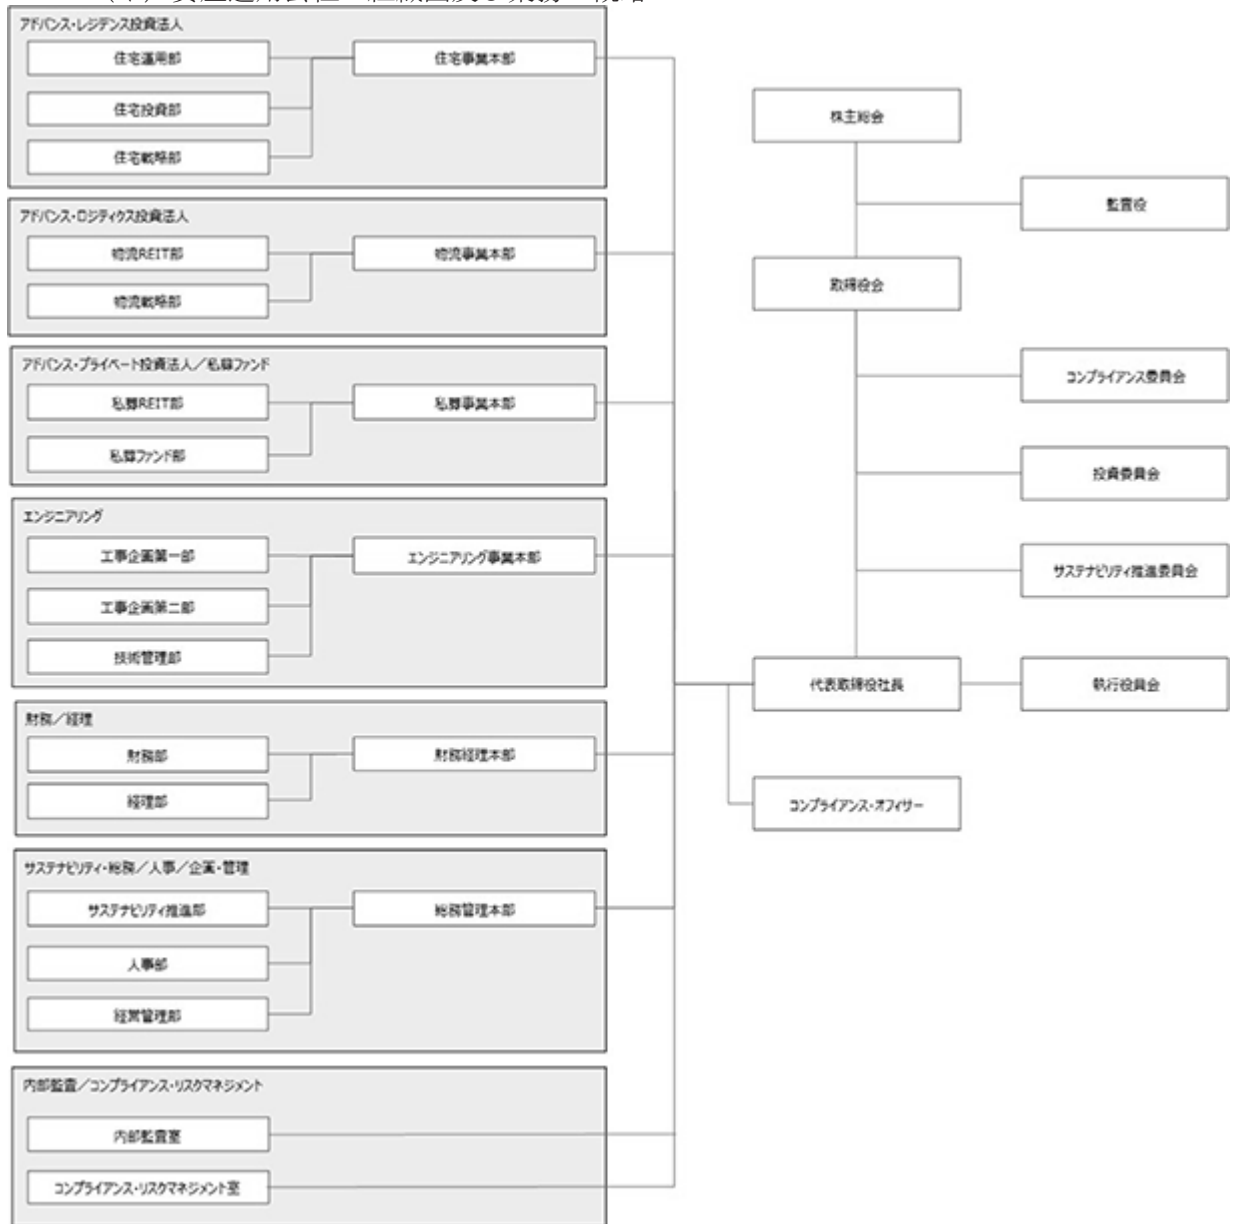 アドバンス・レジデンス投資法人
住宅運用部
住宅事業本部
住宅投資部
住宅戦略部
アドバンス・ロジスティクス投資法人
物流REIT部
物流事業本部
物流戦略部
アドバンス・プライベート投資法人／私募ファンド
私募REIT部
私募事業本部
私募ファンド部
エンジニアリング
工事企画第一部
エンジニアリング事業本部
工事企画第二部
技術管理部
財務／経理
財務部
財務経理本部
経理部
サステナビリティ・総務／人事／企画・管理
サステナビリティ推進部
総務管理本部
人事部
経営管理部
内部監査／コンプライアンス・リスクマネジメント
内部監査室
コンプライアンス・リスクマネジメント室
株主総会
監査役
取締役会
コンプライアンス委員会
投資委員会
サステナビリティ推進委員会
代表取締役社長
執行役員会
コンプライアンス・オフィサー